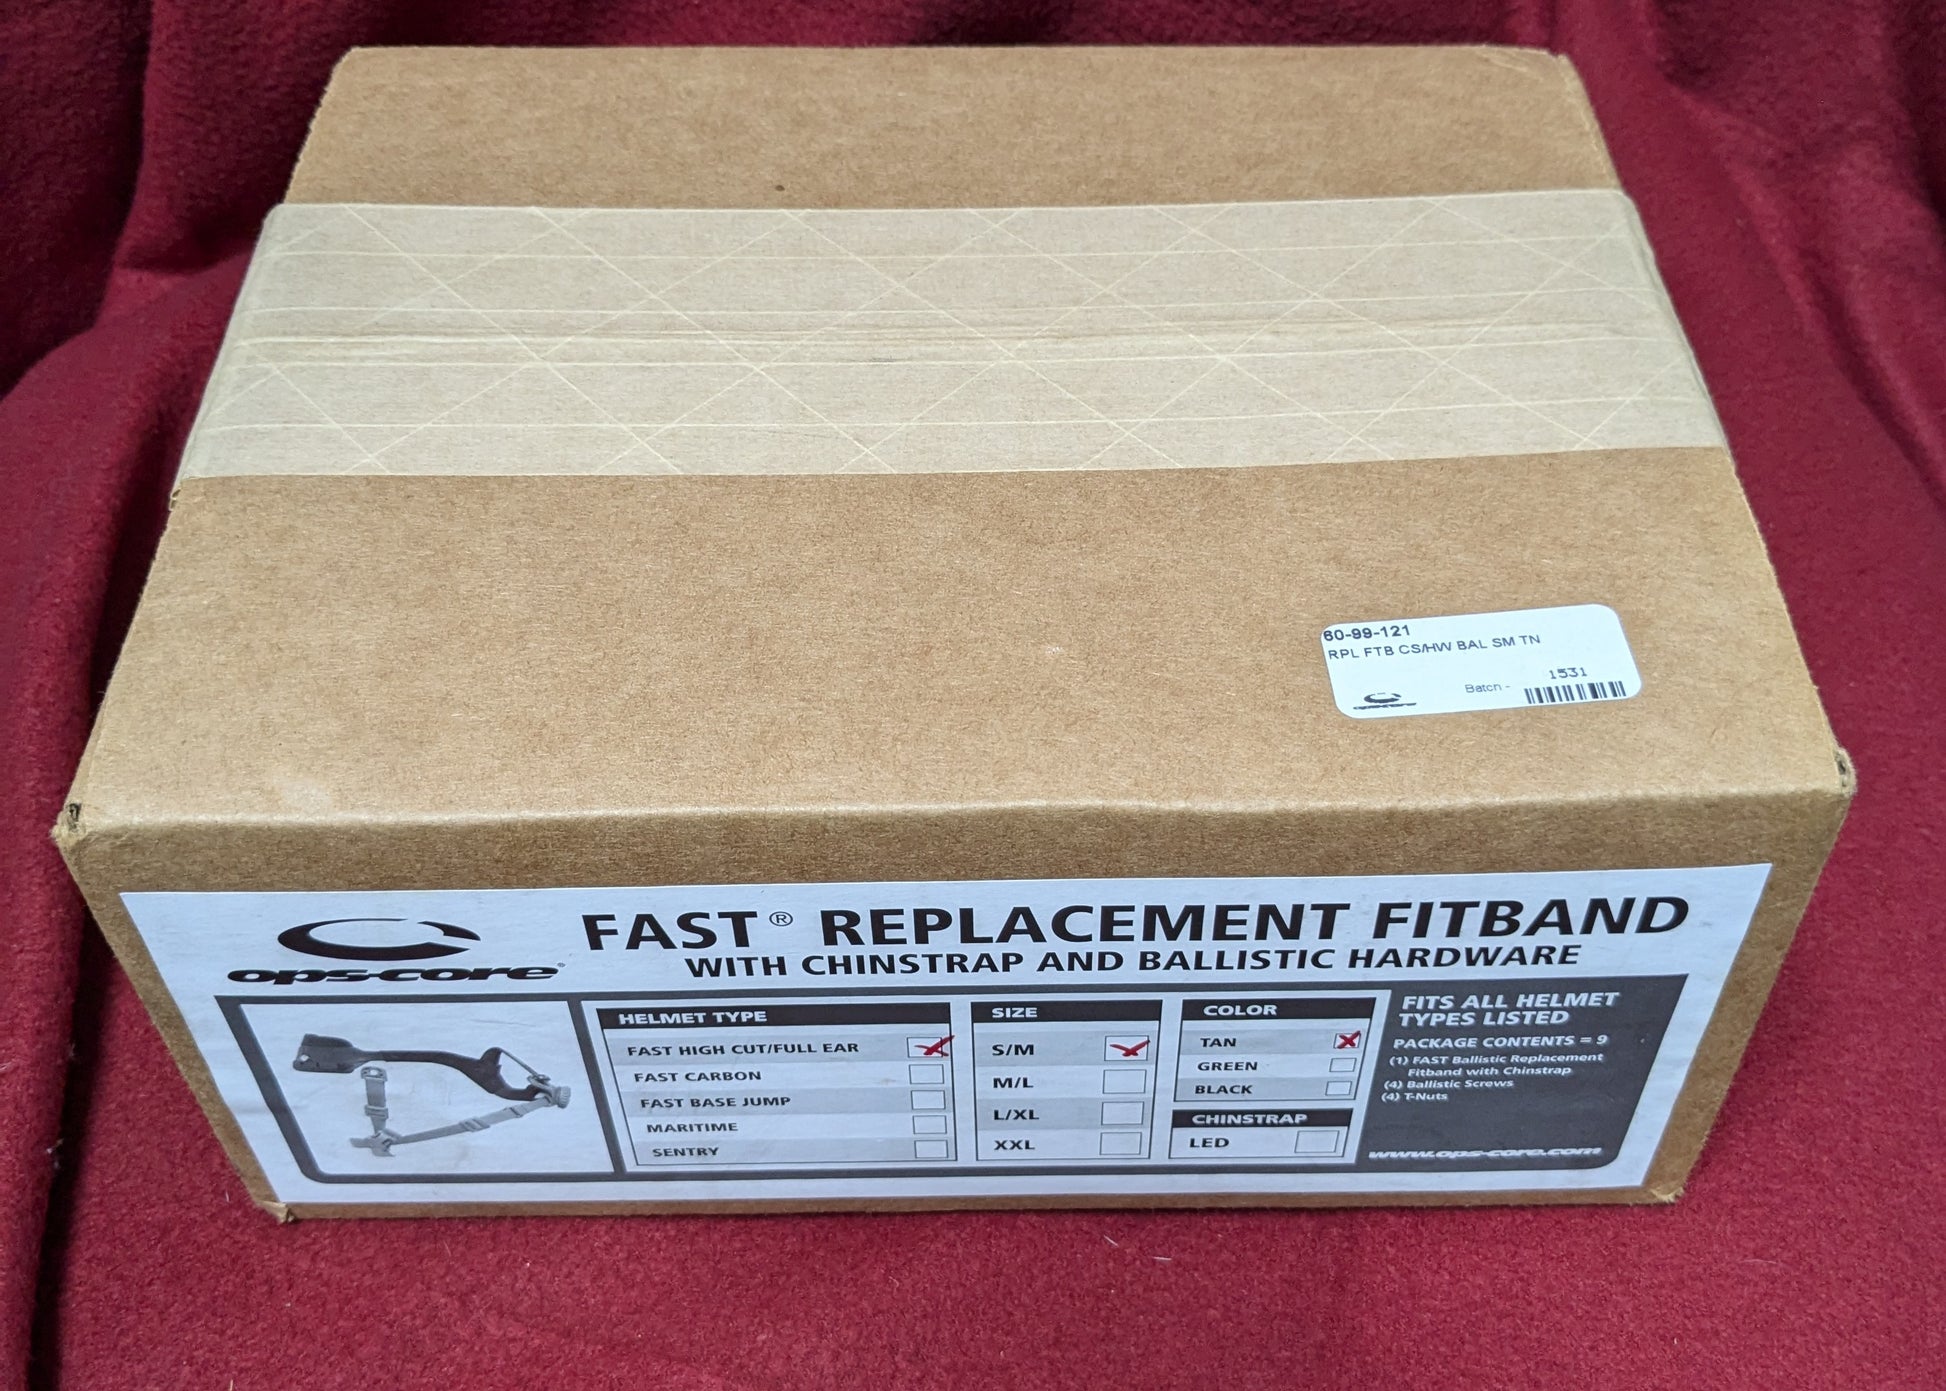 60-99-121
RPL FTB CS/HW BAL SM TN
1531
Batch -
ops-core
ops-core®
FAST® REPLACEMENT FITBAND
WITH CHINSTRAP AND BALLISTIC HARDWARE
HELMET TYPE
FAST HIGH CUT/FULL EAR
FAST CARBON
FAST BASE JUMP
MARITIME
SENTRY
SIZE
S/M
M/L
L/XL
XXL
COLOR
TAN
GREEN
BLACK
CHINSTRAP
LED
FITS ALL HELMET
TYPES LISTED
PACKAGE CONTENTS = 9
(1) FAST Ballistic Replacement
Fitband with Chinstrap
(4) Ballistic Screws
(4) T-Nuts
www.ops-core.com